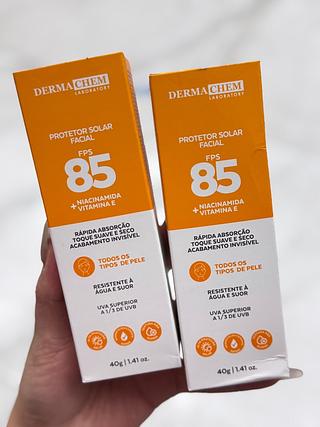 DERMACHEM
LABORATORY
PROTETOR SOLAR
FACIAL
FPS
85
+ NIACINAMIDA
VITAMINA E
RÁPIDA ABSORÇÃO
TOQUE SUAVE E SECO
ACABAMENTO INVISÍVEL
TODOS OS
TIPOS DE PELE
RESISTENTE À
ÁGUA E SUOR
UVA SUPERIOR
A 1/3 DE UVB
40g | 1.41 oz.
DERMACHEM
LABORATORY
PROTETOR SOLAR
FACIAL
FPS
85
+ NIACINAMIDA
VITAMINA E
RÁPIDA ABSORÇÃO
TOQUE SUAVE E SECO
ACABAMENTO INVISÍVEL
TODOS OS
TIPOS DE PELE
RESISTENTE À
ÁGUA E SUOR
UVA SUPERIOR
A 1/3 DE UVB
40g | 1.41 oz.